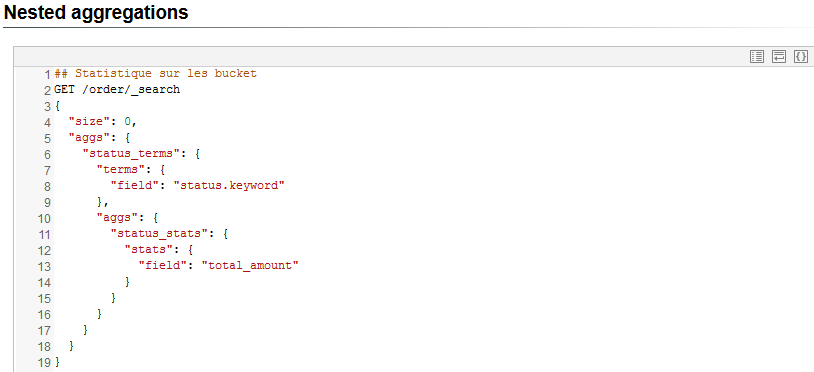 Nested aggregations
1 ## Statistique sur les bucket
2 GET /order/_search
3 {
4   "size": 0,
5   "aggs": {
6     "status_terms": {
7       "terms": {
8         "field": "status.keyword"
9       },
10       "aggs": {
11         "status_stats": {
12           "stats": {
13             "field": "total_amount"
14           }
15         }
16       }
17     }
18   }
19 }